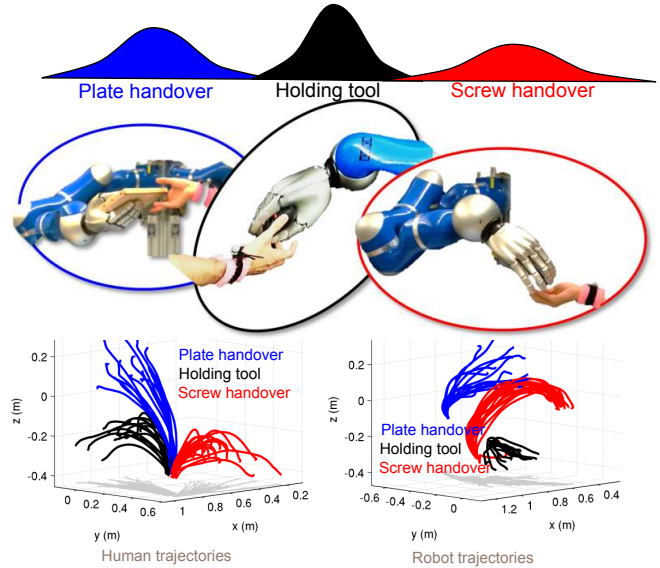 Plate handover Holding tool Screw handover
Plate handover
Holding tool
Screw handover
0.2
0
-0.2
-0.4
z (m)
0 0.2 0.4 0.6
y (m)
1 0.8 0.6 0.4 0.2
x (m)
Human trajectories
Plate handover
Holding tool
Screw handover
0.2
0
-0.2
-0.4
z (m)
-0.6 -0.4 -0.2 0
y (m)
1.2 1 0.8 0.6 0.4
x (m)
Robot trajectories